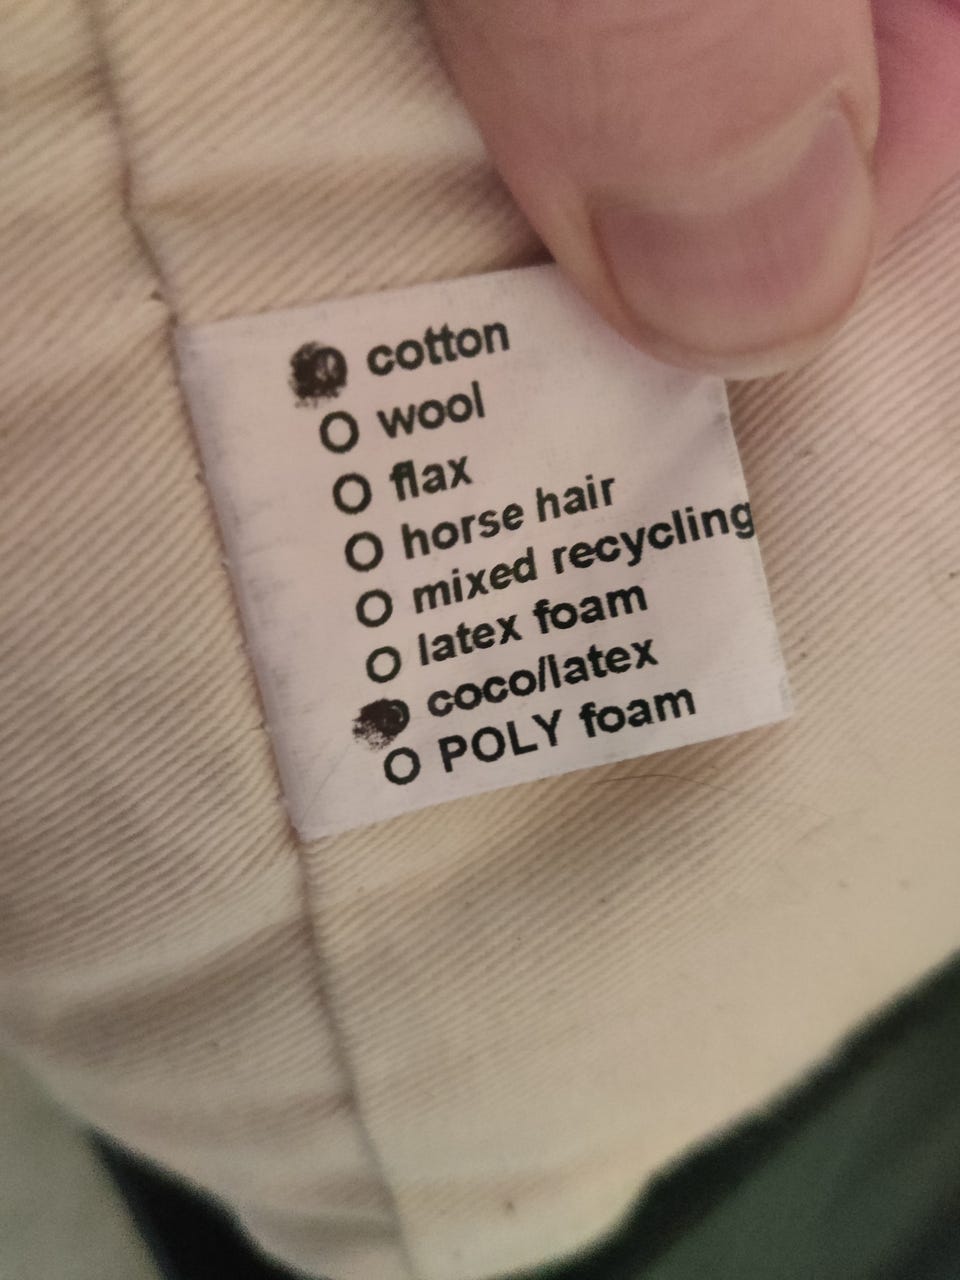 cotton
wool
flax
horse hair
mixed recycling
latex foam
coco/latex
POLY foam